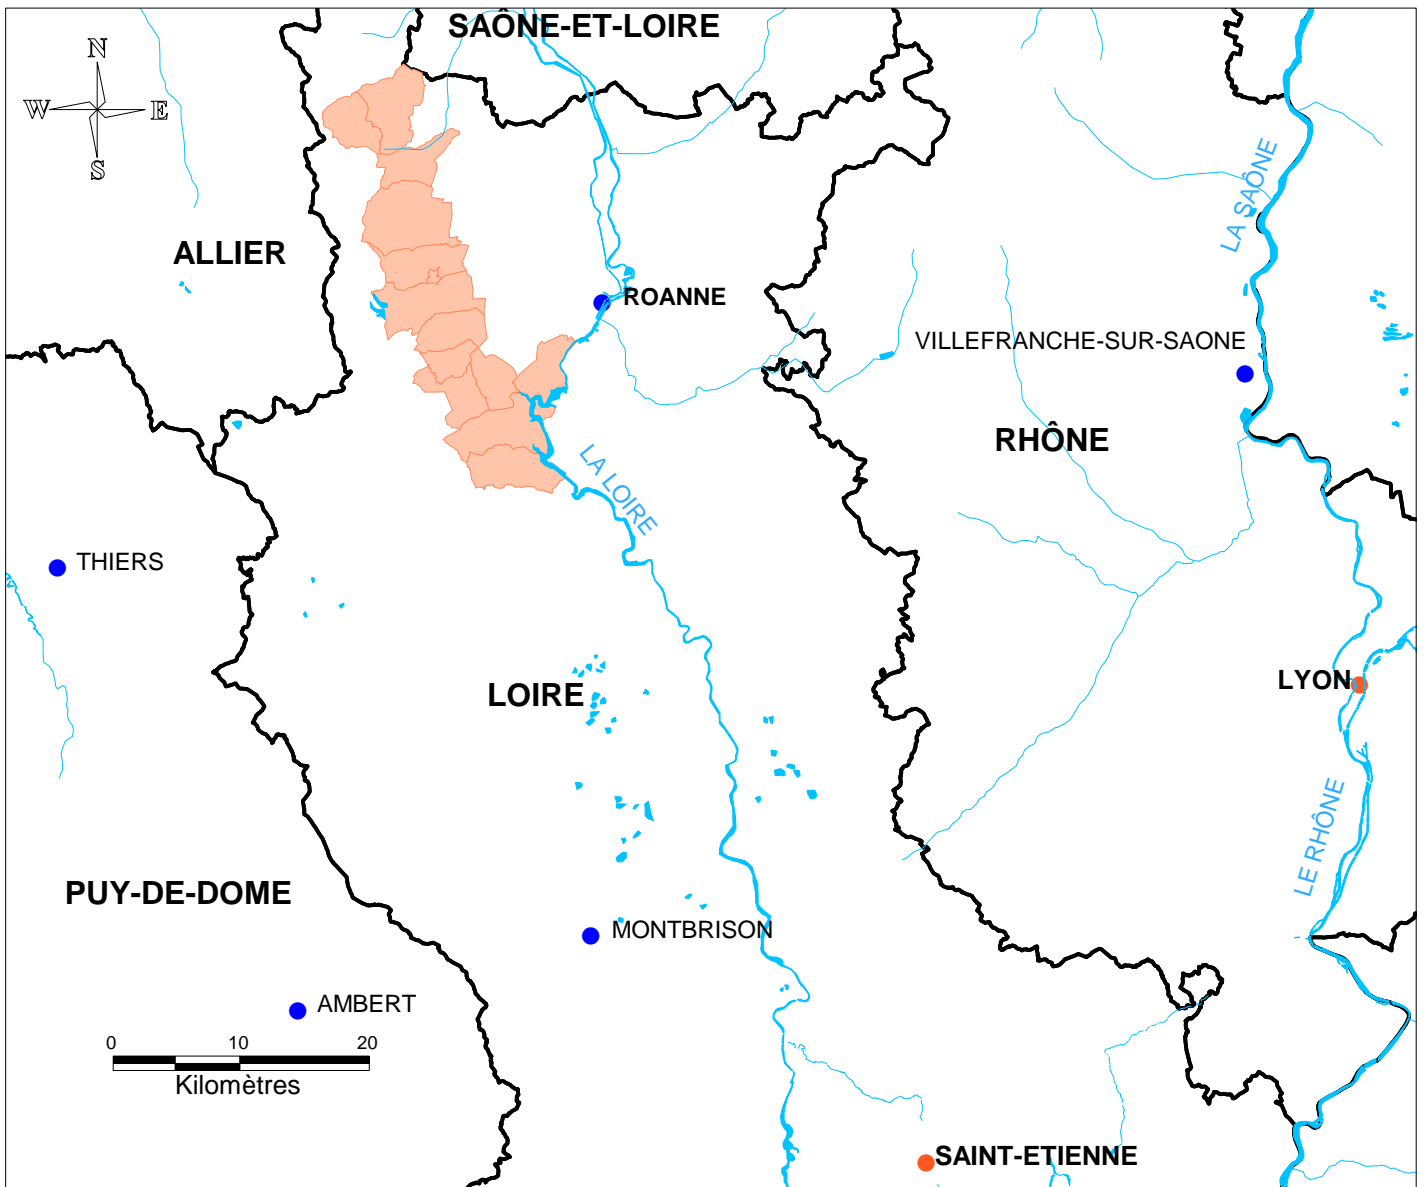 SAÔNE-ET-LOIRE
N
W
E
S
LA SAÔNE
ALLIER
ROANNE
VILLEFRANCHE-SUR-SAONE
RHÔNE
LA LOIRE
THIERS
LYON
LOIRE
LE RHÔNE
PUY-DE-DOME
MONTBRISON
AMBERT
0 10 20
Kilomètres
SAINT-ETIENNE